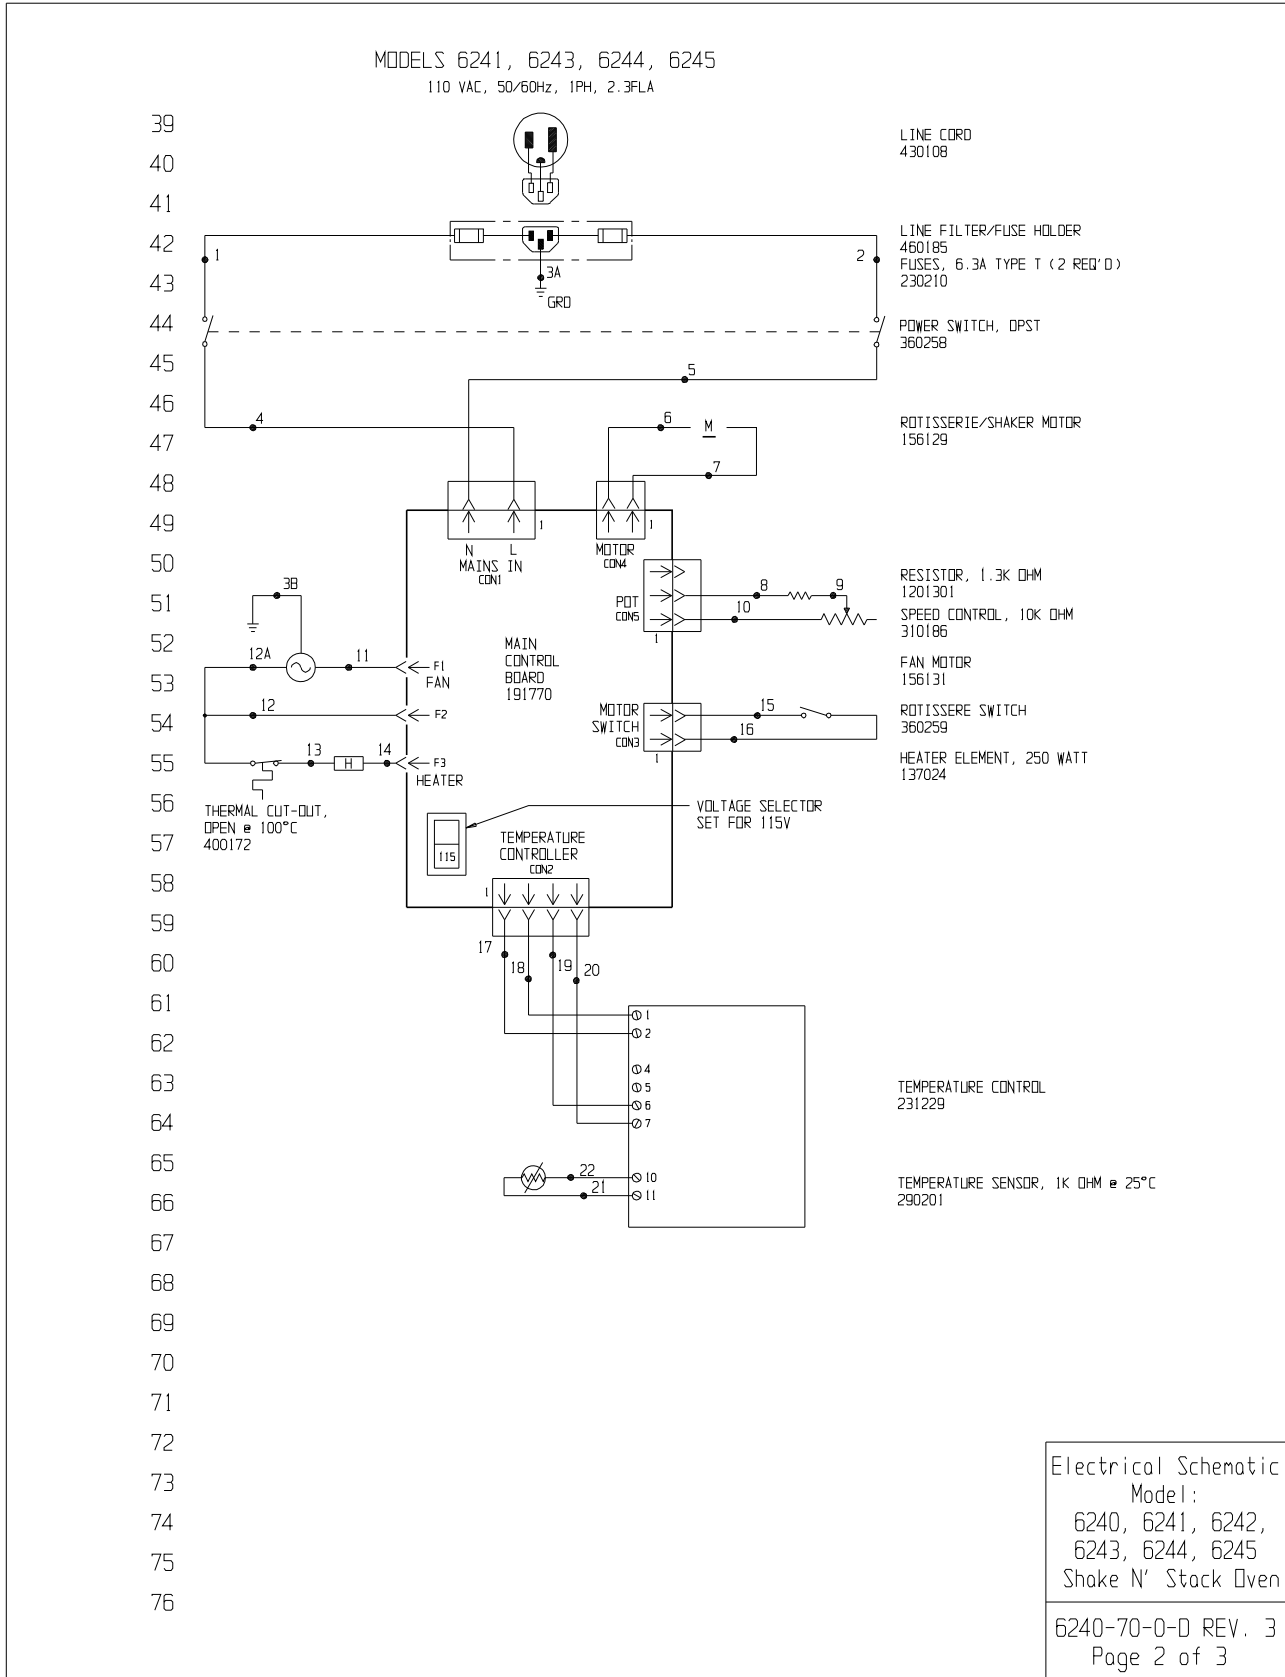 MODELS 6241, 6243, 6244, 6245
110 VAC, 50/60Hz, 1PH, 2.3FLA
39
LINE CORD
430108
40
41
LINE FILTER/FUSE HOLDER
42
460185
1
2
FUSES, 6.3A TYPE T (2 REQ'D)
3A
43
230210
GRD
44
POWER SWITCH, DPST
360258
45
5
46
4
6
M
ROTISSERIE/SHAKER MOTOR
156129
47
7
48
49
1
1
N L
MOTOR
50
MAINS IN
CON4
CON1
RESISTOR, 1.3K OHM
3B
8
9
1201301
51
POT
10
CON5
SPEED CONTROL, 10K OHM
310186
52
1
MAIN
CONTROL
BOARD
191770
12A
11
F1
FAN MOTOR
53
FAN
156131
12
MOTOR
15
ROTISSERE SWITCH
54
F2
SWITCH
16
360259
CON3
13
14
1
55
H
F3
HEATER ELEMENT, 250 WATT
HEATER
137024
56
THERMAL CUT-OUT,
OPEN @ 100°C
400172
VOLTAGE SELECTOR
SET FOR 115V
57
TEMPERATURE
CONTROLLER
115
CON2
58
1
59
17
60
18
19
20
61
1
62
2
4
63
5
TEMPERATURE CONTROL
6
231229
64
7
65
22
10
TEMPERATURE SENSOR, 1K OHM @ 25°C
21
11
290201
66
67
68
69
70
71
72
73
74
75
76
Electrical Schematic
Model:
6240, 6241, 6242,
6243, 6244, 6245
Shake N' Stack Oven
6240-70-0-D REV. 3
Page 2 of 3